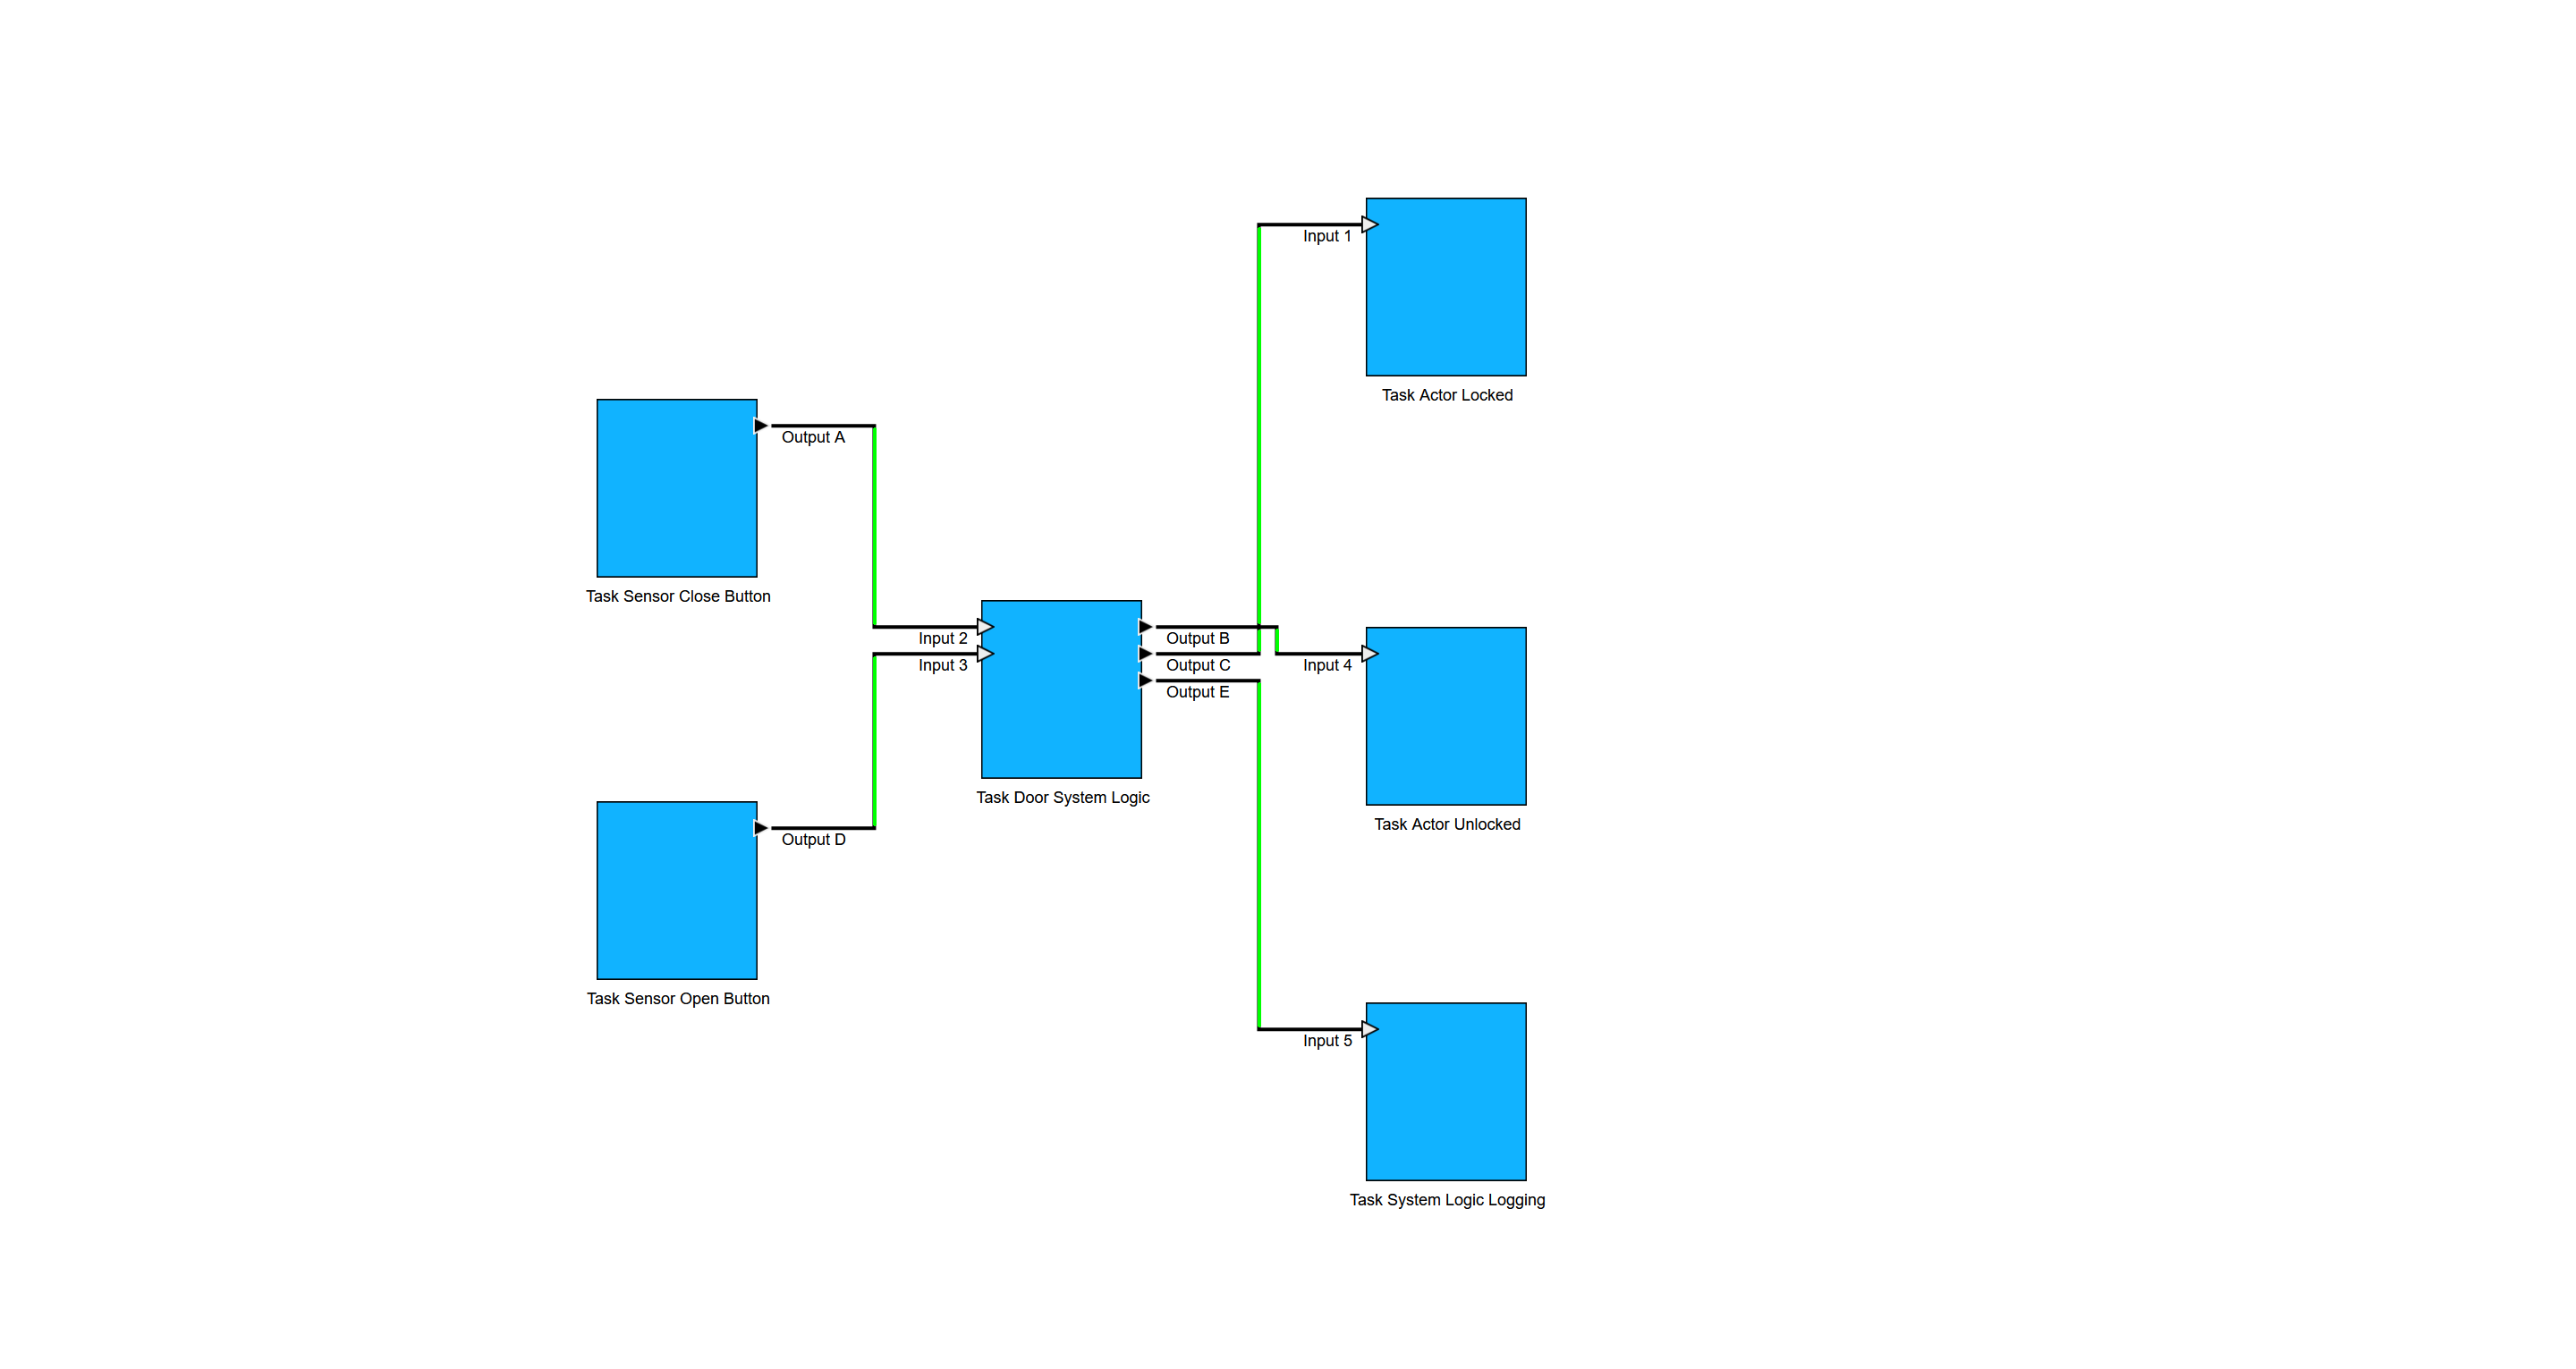 Input 1
Task Actor Locked
Output A
Task Sensor Close Button
Input 2
Output B
Input 3
Output C
Input 4
Output E
Task Door System Logic
Task Actor Unlocked
Output D
Task Sensor Open Button
Input 5
Task System Logic Logging